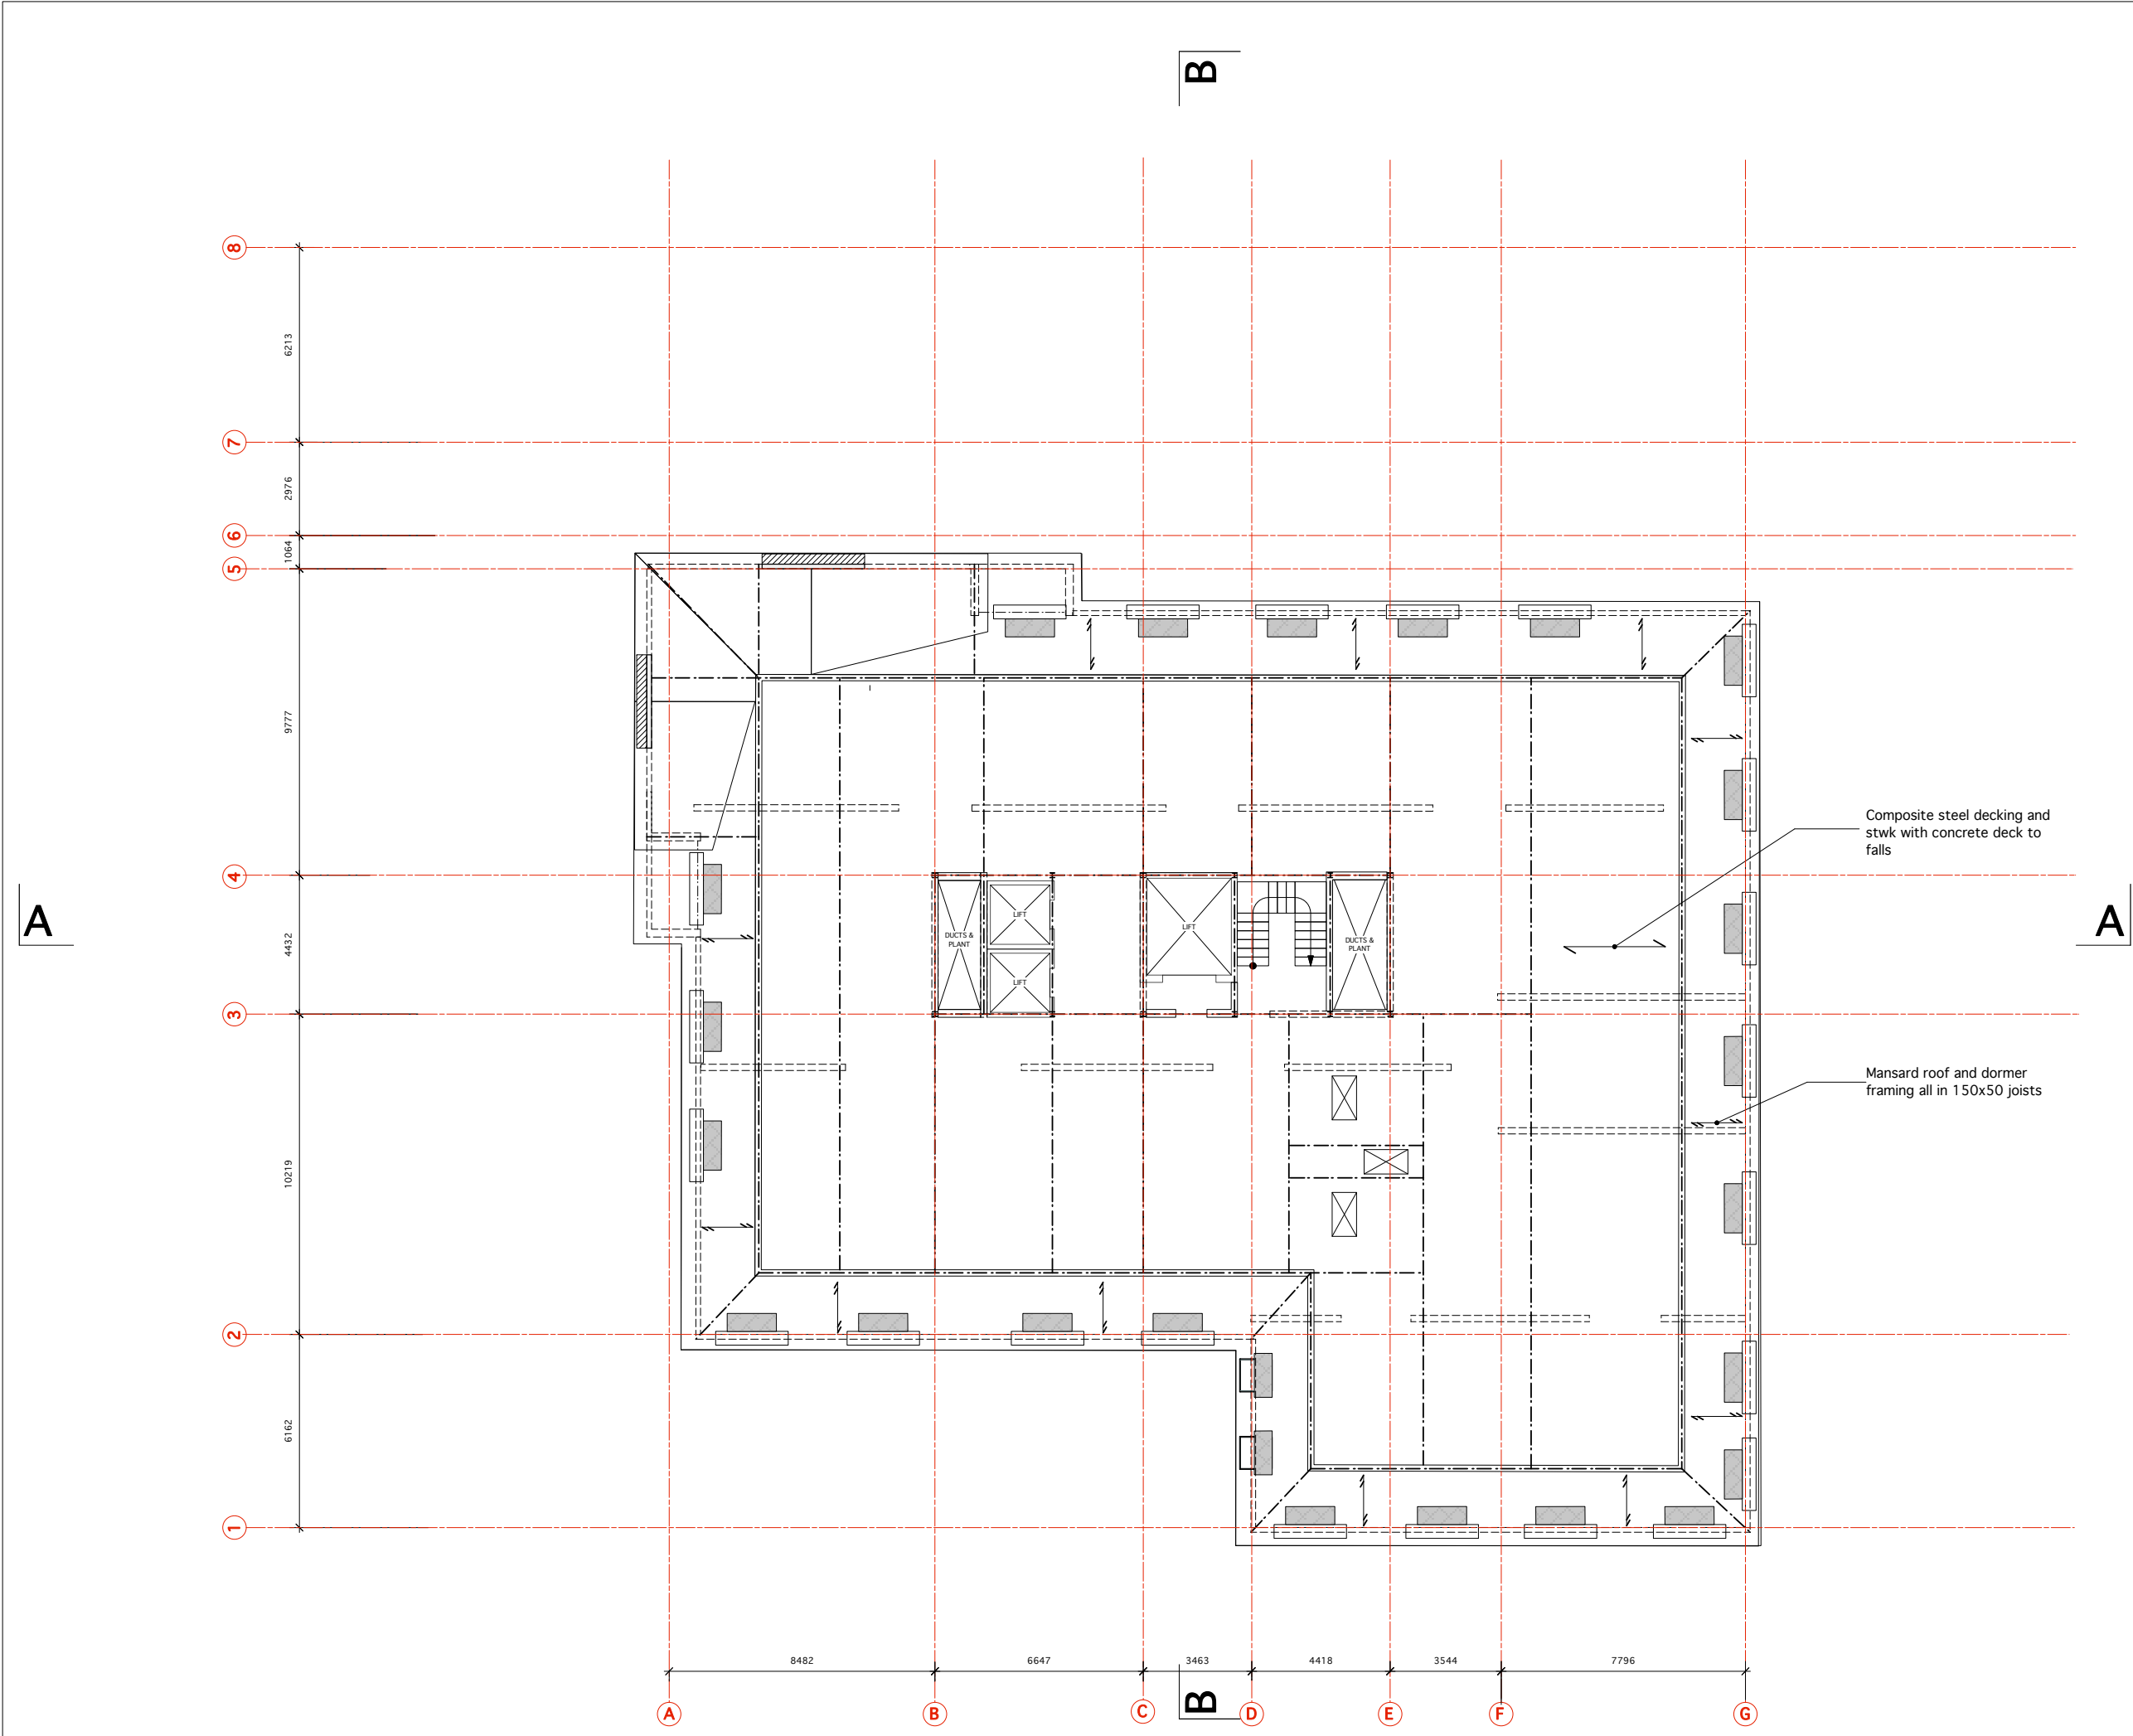 B
8
6213
7
2976
6
1064
5
9777
Composite steel decking and
stwk with concrete deck to
falls
4
A
4432
DUCTS &
PLANT
LIFT
LIFT
LIFT
DUCTS &
PLANT
A
3
Mansard roof and dormer
framing all in 150x50 joists
10219
2
6162
1
8482
6647
3463
4418
3544
7796
A
B
C
B
D
E
F
G